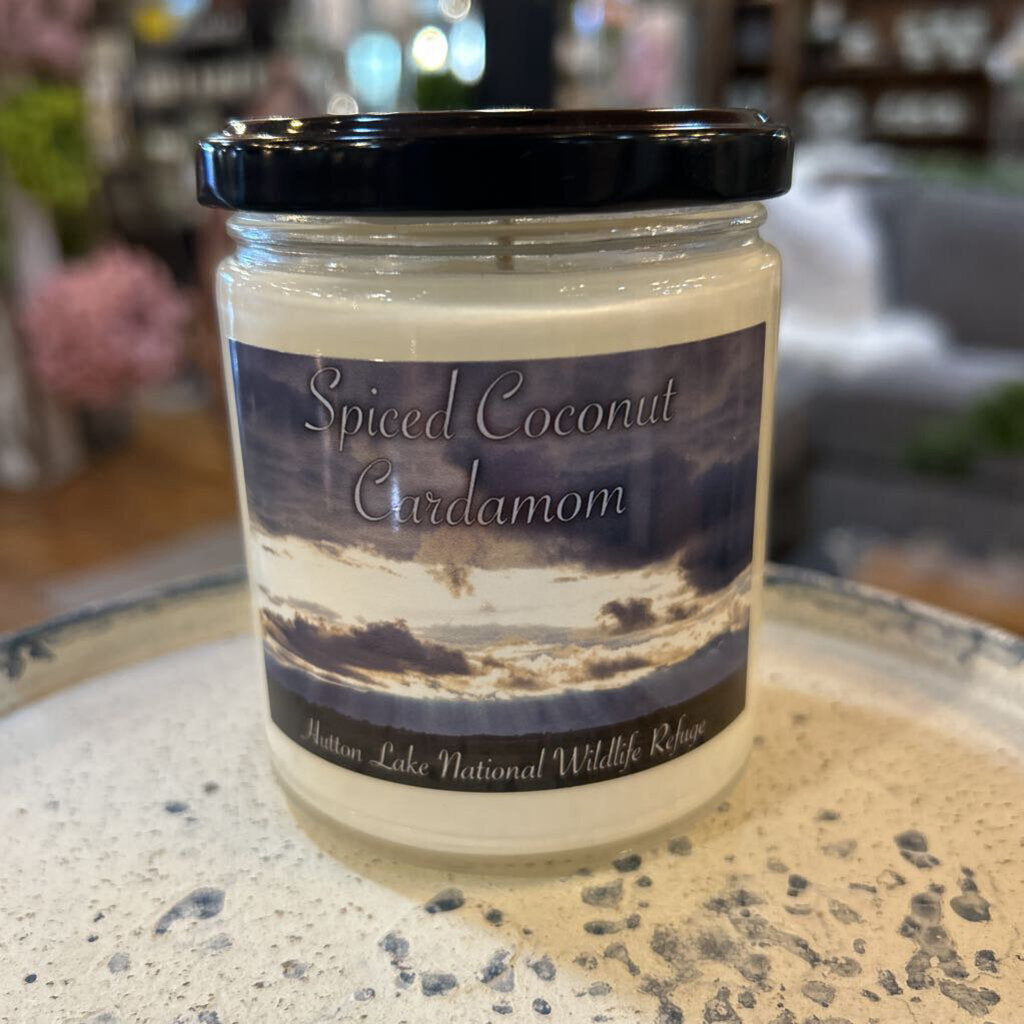 Spiced Coconut
Cardamom
Hutton Lake National Wildlife Refuge